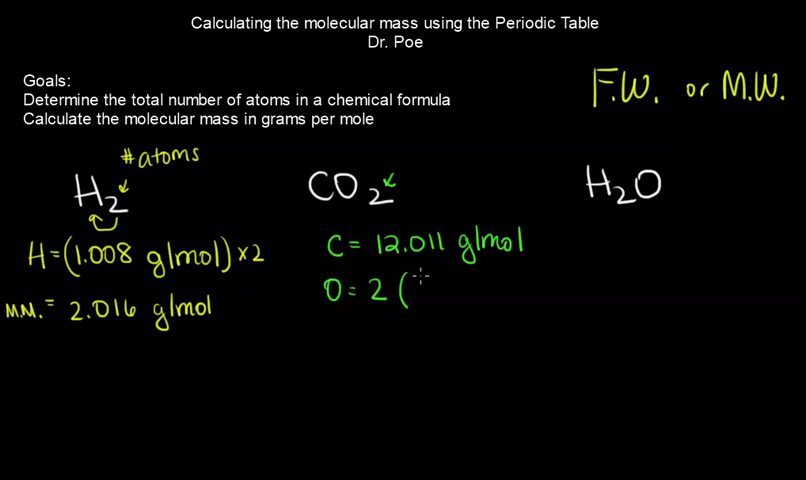 Calculating the molecular mass using the Periodic Table
Dr. Poe
Goals:
Determine the total number of atoms in a chemical formula
Calculate the molecular mass in grams per mole
F.W. or M.W.
#atoms
H₂
CO₂
H₂O
H = (1.008 g/mol) × 2
M.M. = 2.016 g/mol
C = 12.011 g/mol
O = 2 (